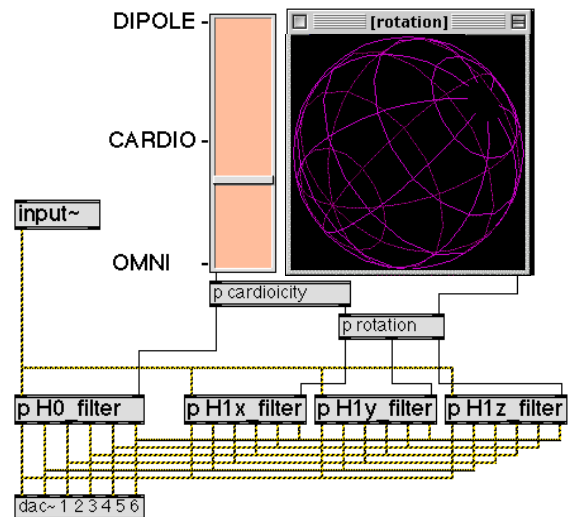 DIPOLE
[rotation]
CARDIO
input~
OMNI
p cardioicity
p rotation
p H0_filter
p H1x_filter
p H1y_filter
p H1z_filter
dac~ 1 2 3 4 5 6